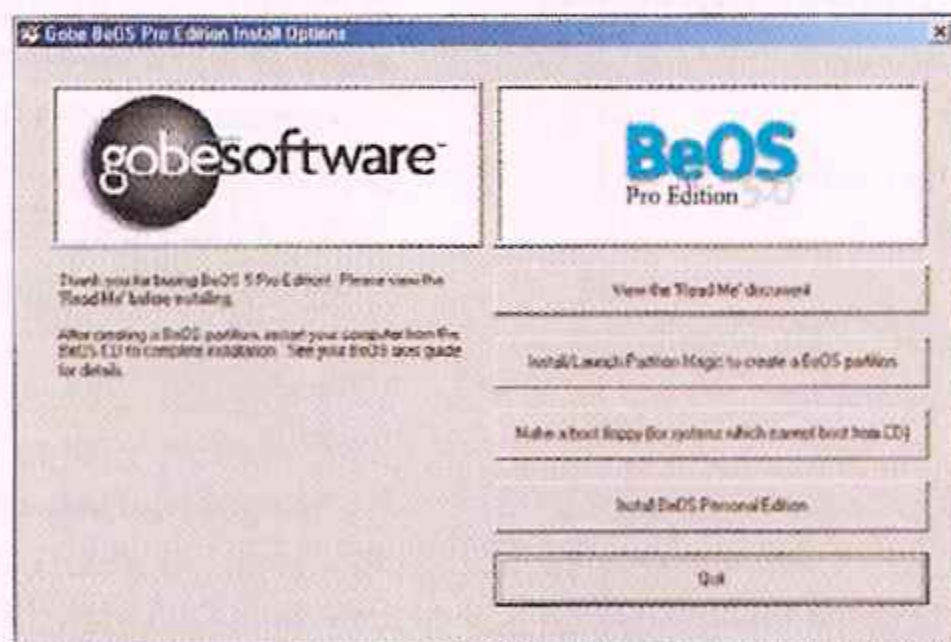 Gobe BeOS Pro Edition Install Options
gobesoftware
BeOS
Pro Edition 5.0
Thank you for buying BeOS 5 Pro Edition! Please view the
'Read Me' before installing.
After creating a BeOS partition, restart your computer from the
BeOS CD to complete installation. See your BeOS users guide
for details.
View the 'Read Me' document
Install/Launch Partition Magic to create a BeOS partition
Make a boot floppy (for systems which cannot boot from CD)
Install BeOS Personal Edition
Quit